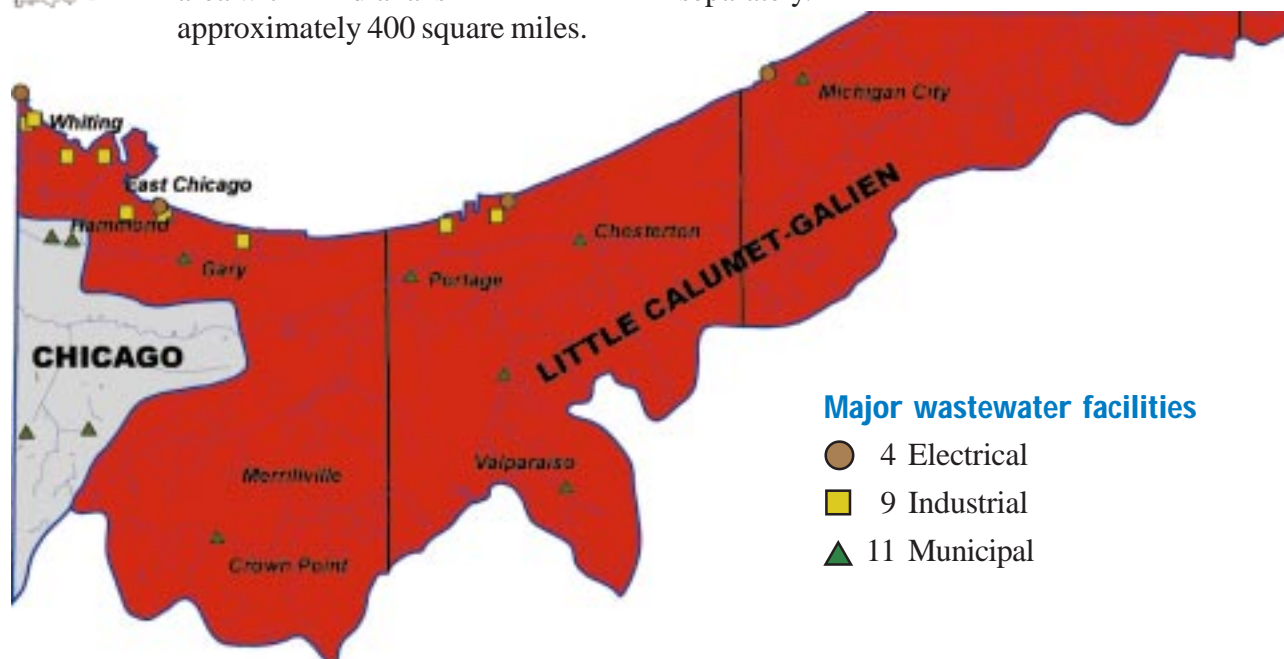 approximately 400 square miles.
separately.
Whiting
East Chicago
Hammond
Gary
CHICAGO
Merrillville
Crown Point
Portage
Chesterton
Valparaiso
Michigan City
LITTLE CALUMET-GALIEN
Major wastewater facilities
4 Electrical
9 Industrial
11 Municipal